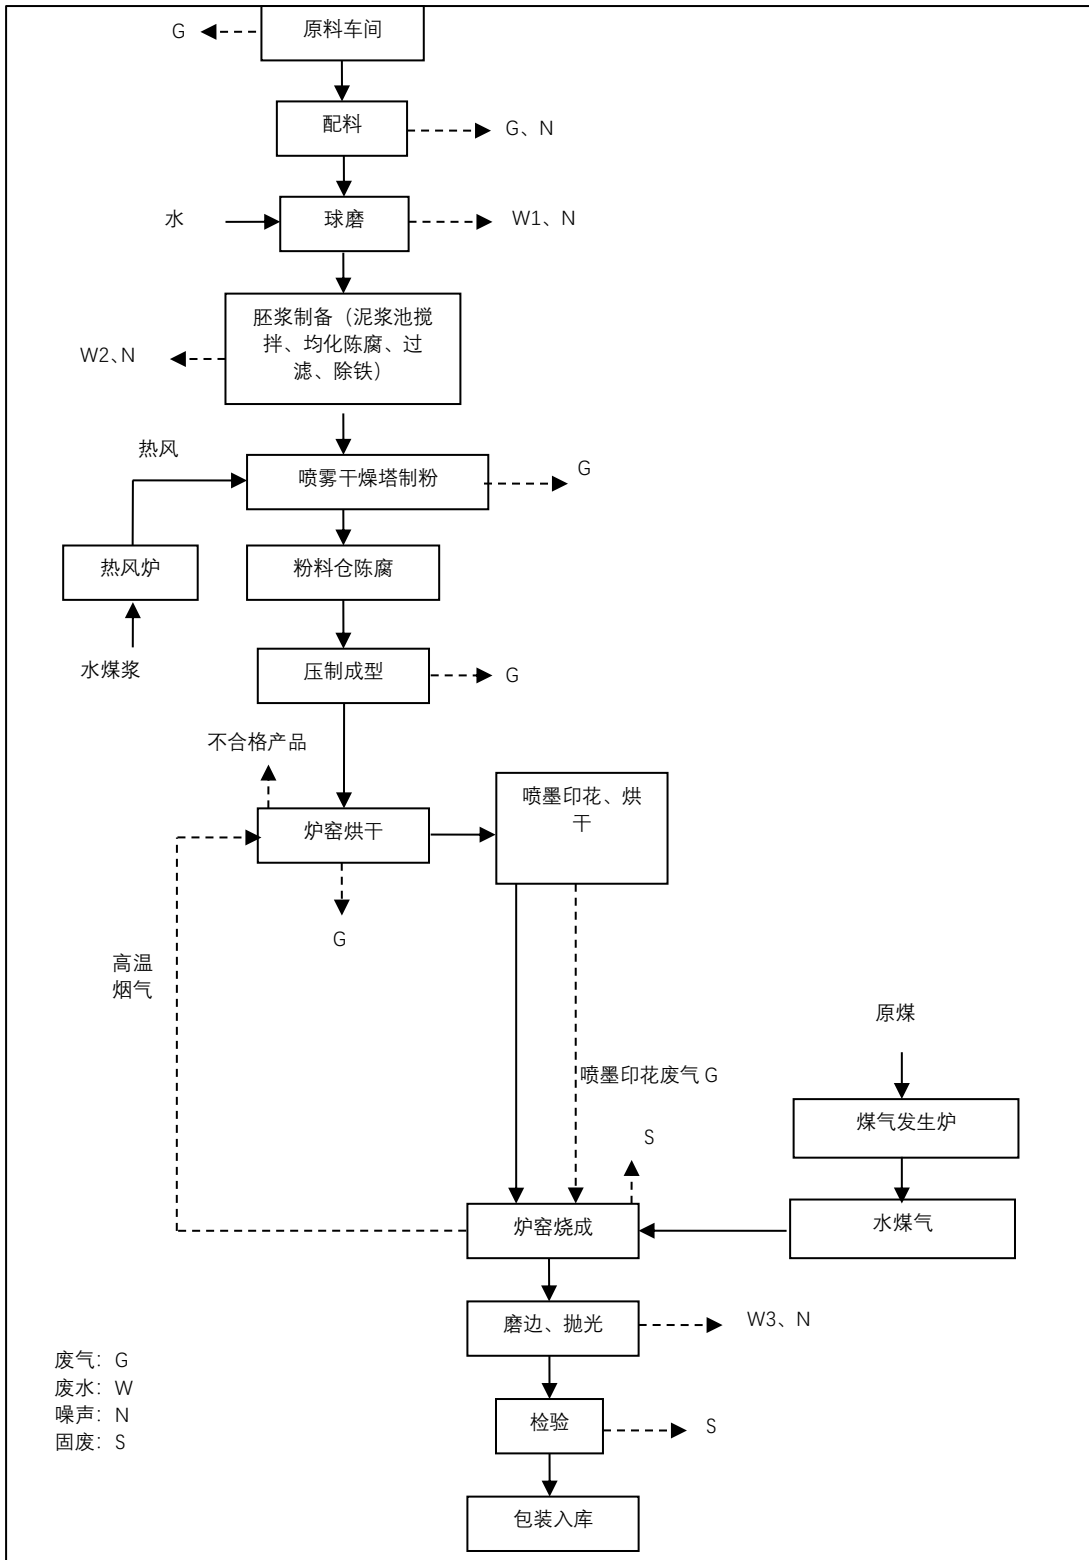 G
原料车间
配料
G、N
水
球磨
W1、N
胚浆制备（泥浆池搅
拌、均化陈腐、过
滤、除铁）
W2、N
热风
喷雾干燥塔制粉
G
热风炉
粉料仓陈腐
水煤浆
压制成型
G
不合格产品
喷墨印花、烘
干
炉窑烘干
G
高温
烟气
原煤
喷墨印花废气 G
煤气发生炉
S
炉窑烧成
水煤气
磨边、抛光
W3、N
废气：G
废水：W
噪声：N
固废：S
检验
S
包装入库